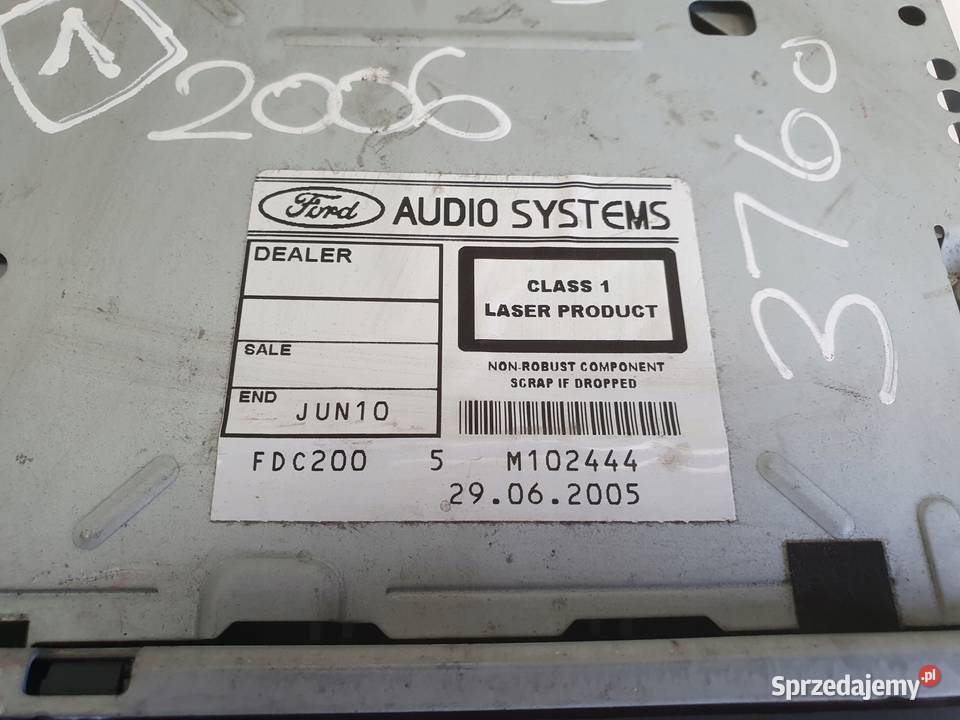 1
2006
3760
Ford AUDIO SYSTEMS
DEALER
SALE
END JUN10
CLASS 1
LASER PRODUCT
NON-ROBUST COMPONENT
SCRAP IF DROPPED
FDC200 5 M102444
29.06.2005
Sprzedajemy.pl